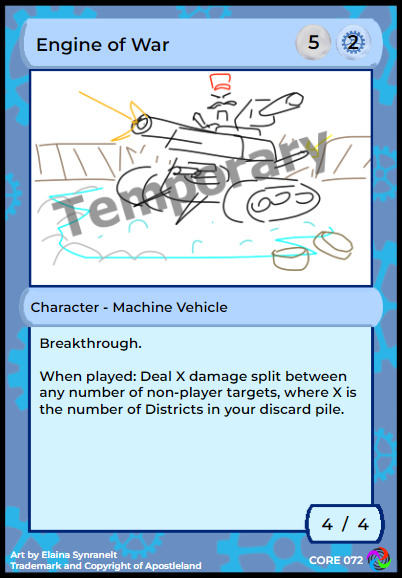 Engine of War
5
2
Temporary
Character - Machine Vehicle
Breakthrough.
When played: Deal X damage split between
any number of non-player targets, where X is
the number of Districts in your discard pile.
4 / 4
Art by Elaina Synranelt
Trademark and Copyright of Apostleland
CORE 072